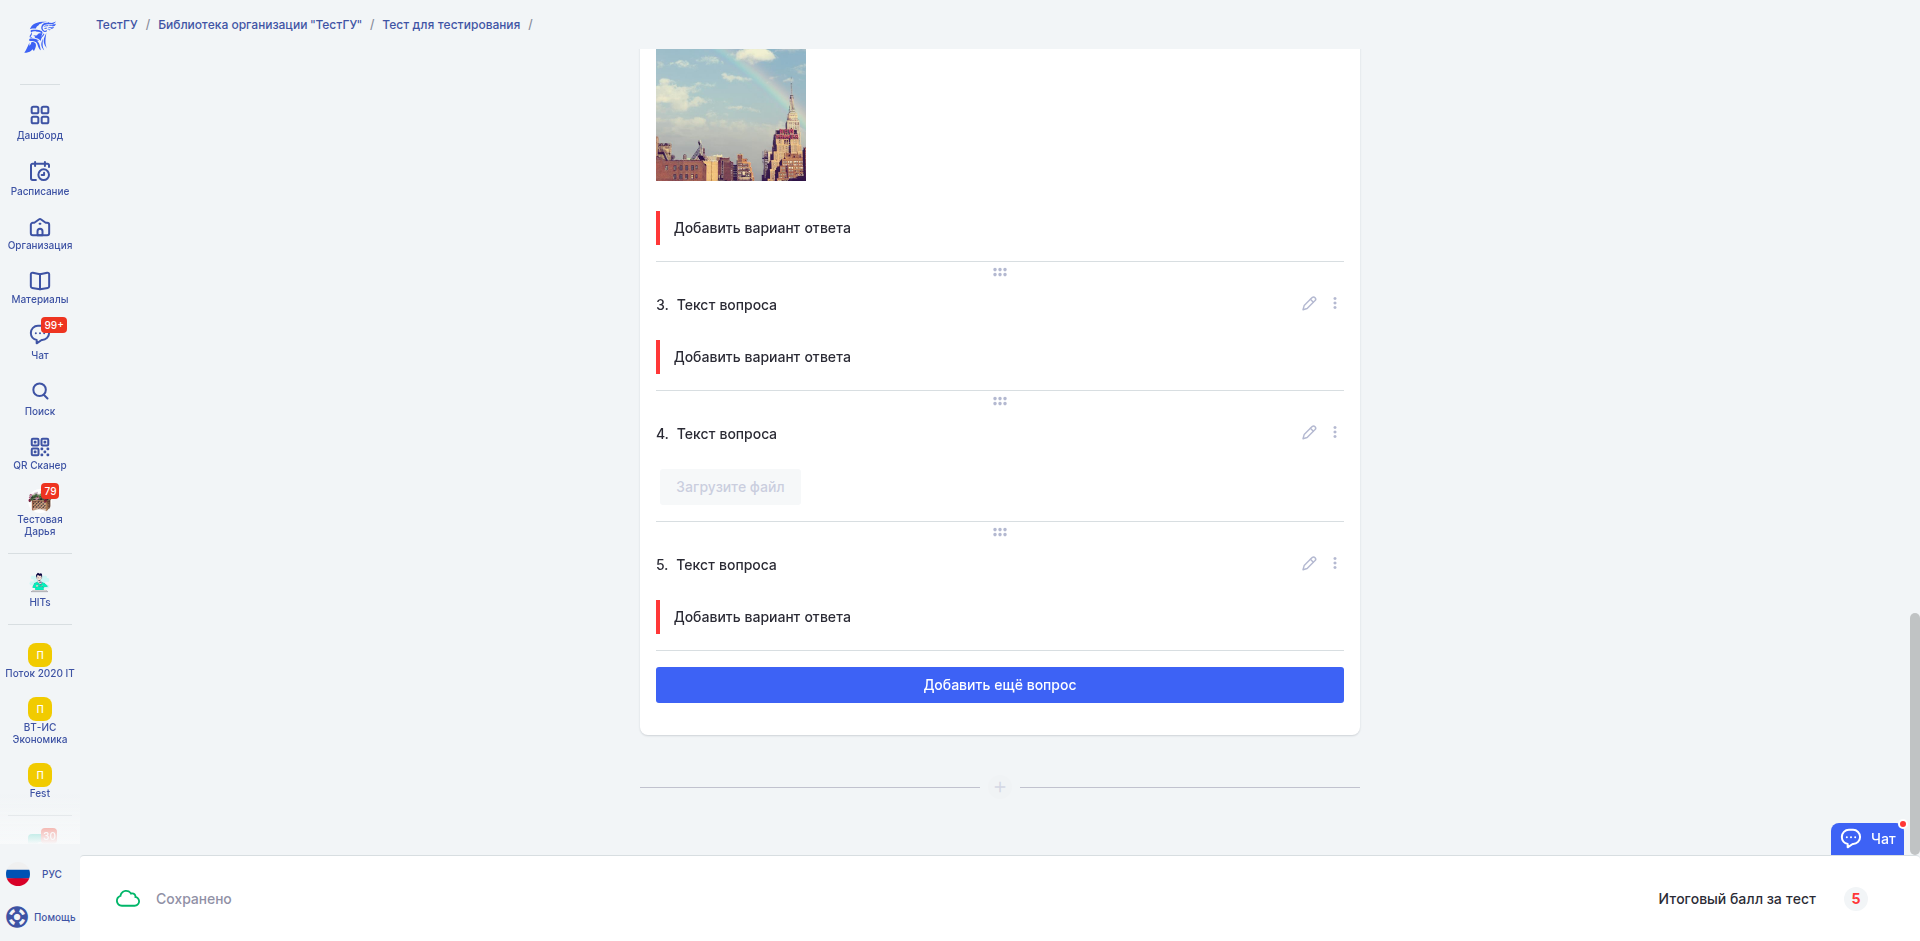 ТестГУ / Библиотека организации "ТестГУ" / Тест для тестирования /
Дашборд
Расписание
Организация
Материалы
99+
Чат
Поиск
QR Сканер
79
Тестовая
Дарья
HITs
П
Поток 2020 IT
П
ВТ-ИС
Экономика
П
Fest
30
РУС
Помощь
Добавить вариант ответа
3. Текст вопроса
Добавить вариант ответа
4. Текст вопроса
Загрузите файл
5. Текст вопроса
Добавить вариант ответа
Добавить ещё вопрос
Чат
Сохранено
Итоговый балл за тест 5